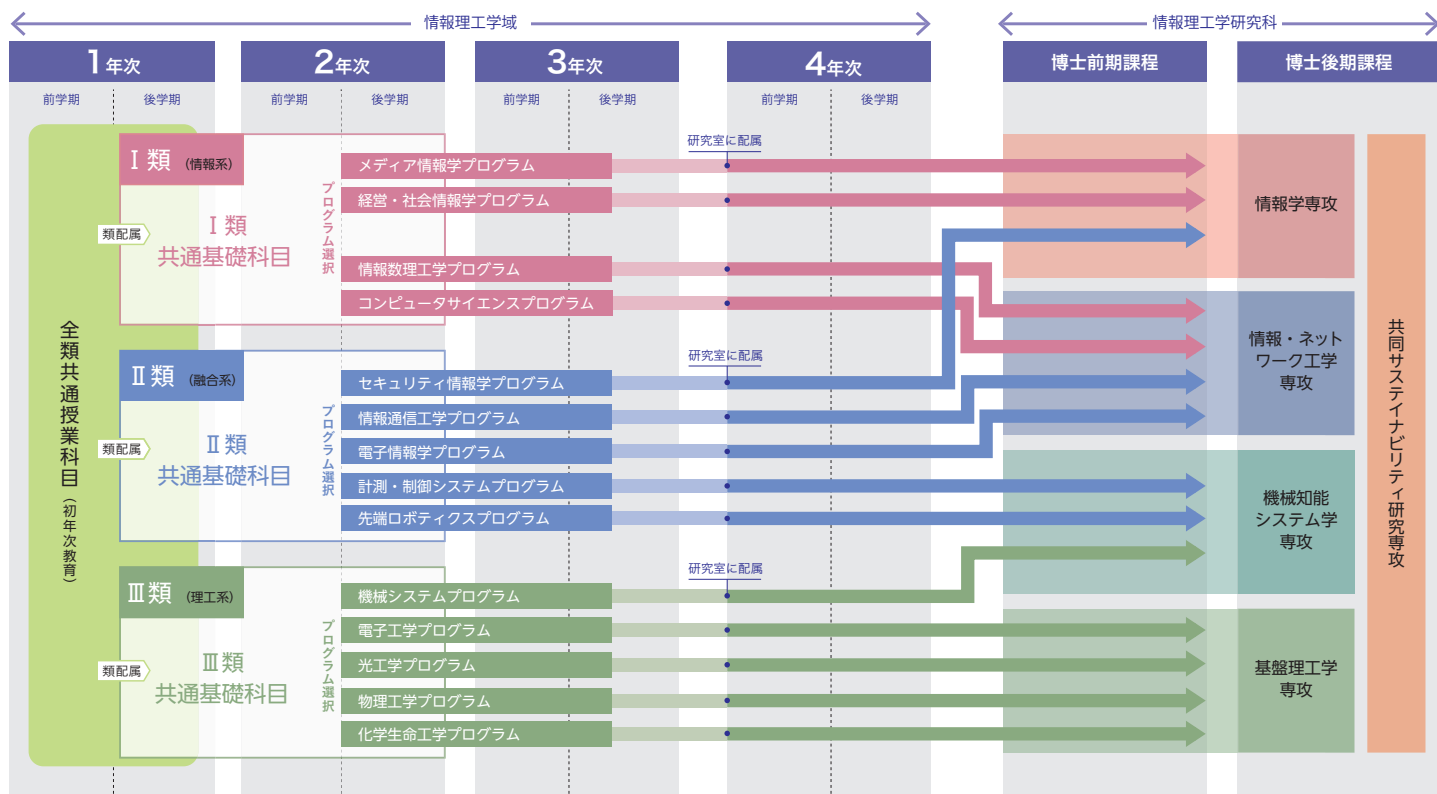 情報理工学域
情報理工学研究科
1年次
2年次
3年次
4年次
博士前期課程
博士後期課程
前学期
後学期
前学期
後学期
前学期
後学期
前学期
後学期
全類共通授業科目(初年次教育)
Ⅰ類(情報系)
類配属
Ⅰ類
共通基礎科目
プログラム選択
メディア情報学プログラム
経営・社会情報学プログラム
情報数理工学プログラム
コンピュータサイエンスプログラム
研究室に配属
Ⅱ類(融合系)
類配属
Ⅱ類
共通基礎科目
プログラム選択
セキュリティ情報学プログラム
情報通信工学プログラム
電子情報学プログラム
計測・制御システムプログラム
先端ロボティクスプログラム
研究室に配属
Ⅲ類(理工系)
類配属
Ⅲ類
共通基礎科目
プログラム選択
機械システムプログラム
電子工学プログラム
光工学プログラム
物理工学プログラム
化学生命工学プログラム
研究室に配属
情報学専攻
情報・ネット
ワーク工学
専攻
機械知能
システム学
専攻
基盤理工学
専攻
共同サステイナビリティ研究専攻